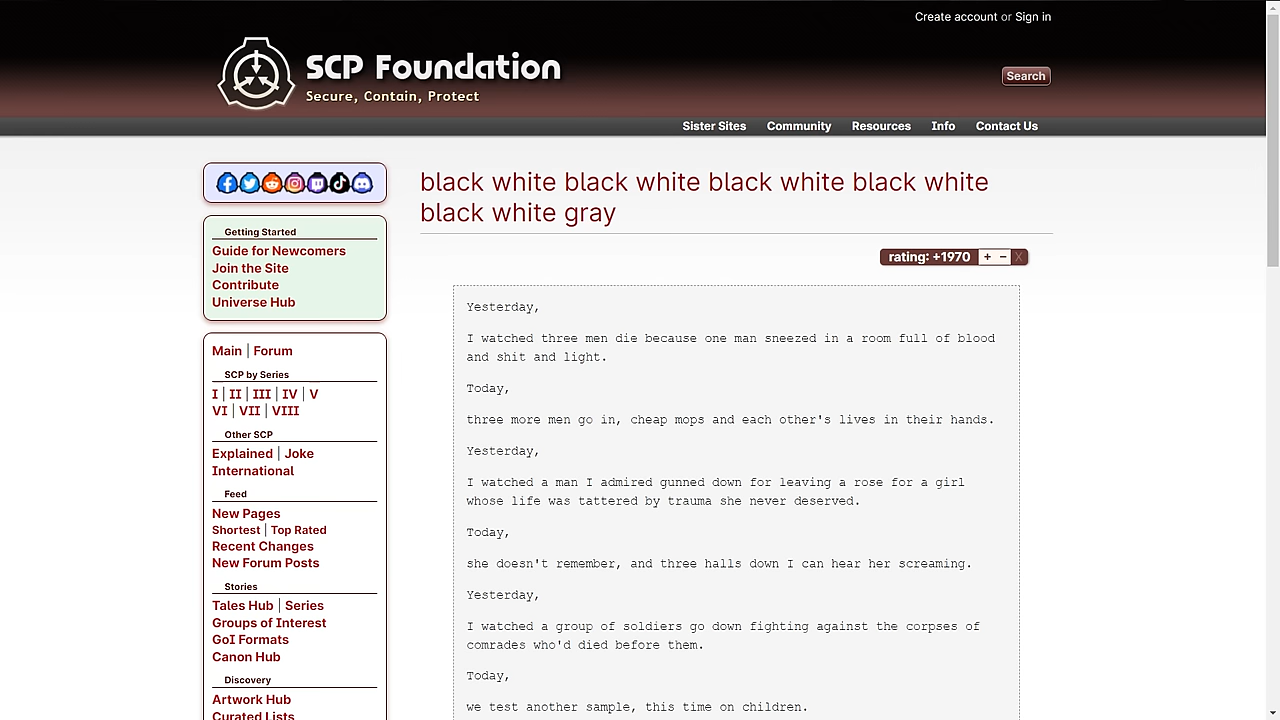 Create account or Sign in
SCP Foundation
Secure, Contain, Protect
Search
Sister Sites Community Resources Info Contact Us
Getting Started
Guide for Newcomers
Join the Site
Contribute
Universe Hub
Main | Forum
SCP by Series
I | II | III | IV | V
VI | VII | VIII
Other SCP
Explained | Joke
International
Feed
New Pages
Shortest | Top Rated
Recent Changes
New Forum Posts
Stories
Tales Hub | Series
Groups of Interest
GoI Formats
Canon Hub
Discovery
Artwork Hub
Curated Lists
black white black white black white black white
black white gray
rating: +1970 + − X
Yesterday,
I watched three men die because one man sneezed in a room full of blood
and shit and light.
Today,
three more men go in, cheap mops and each other's lives in their hands.
Yesterday,
I watched a man I admired gunned down for leaving a rose for a girl
whose life was tattered by trauma she never deserved.
Today,
she doesn't remember, and three halls down I can hear her screaming.
Yesterday,
I watched a group of soldiers go down fighting against the corpses of
comrades who'd died before them.
Today,
we test another sample, this time on children.